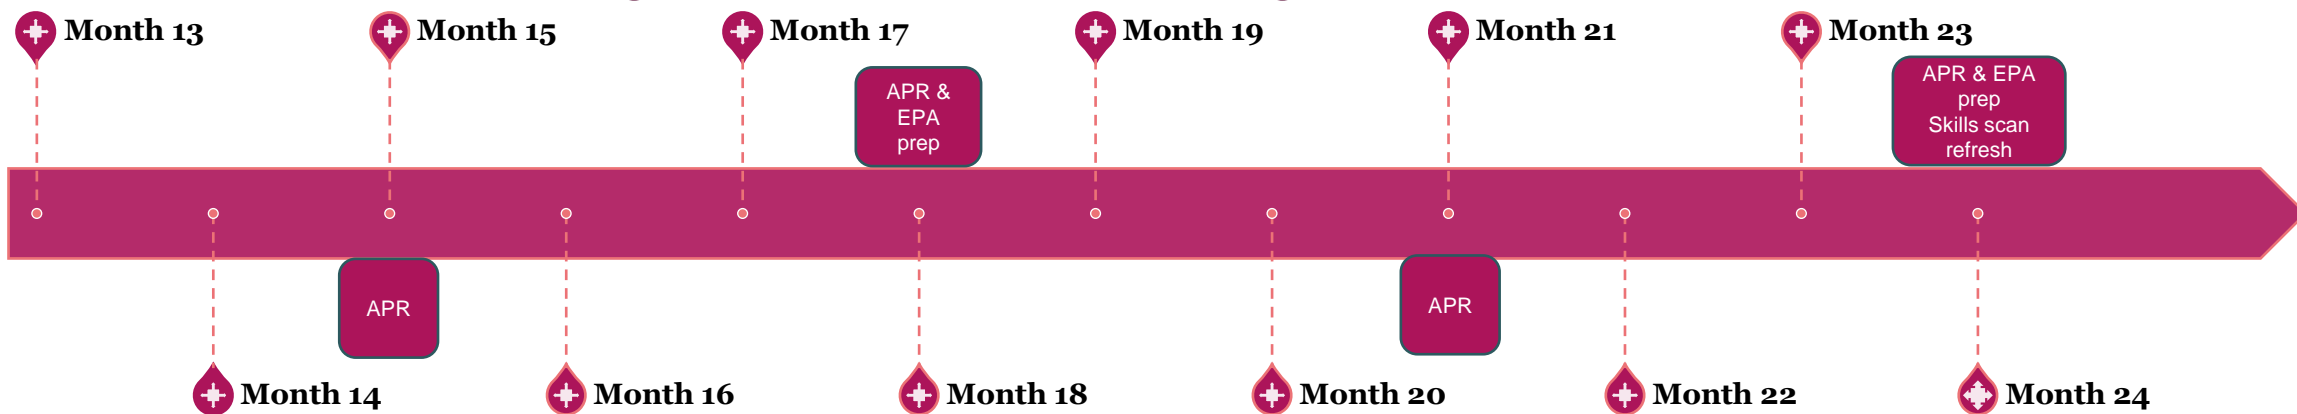 Month 13
Month 15
Month 17
Month 19
Month 21
Month 23
APR &
EPA
prep
APR & EPA
prep
Skills scan
refresh
APR
APR
Month 14
Month 16
Month 18
Month 20
Month 22
Month 24